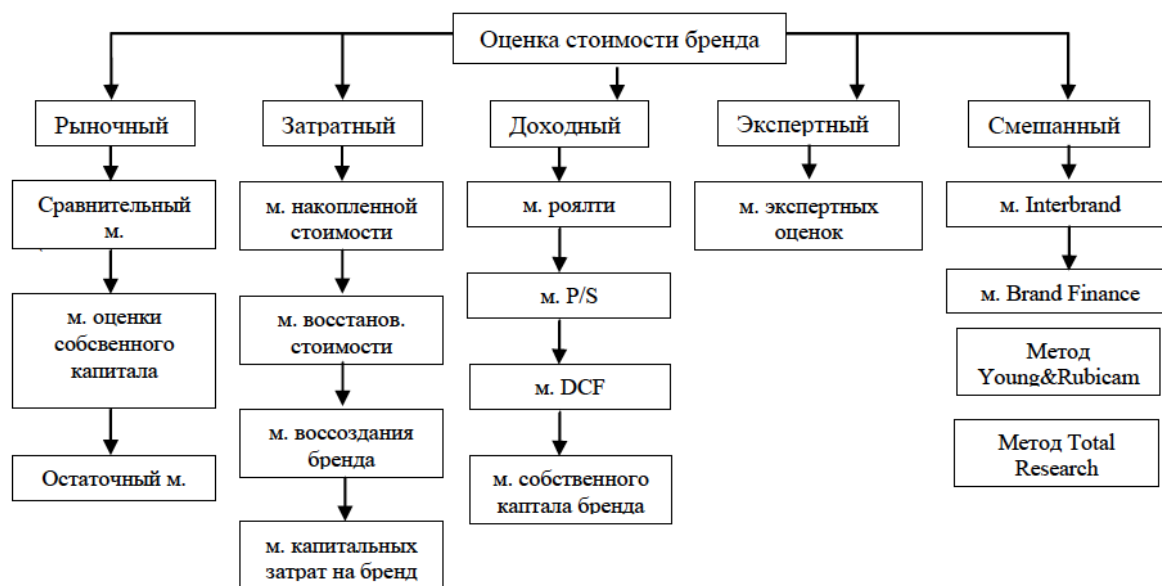 Оценка стоимости бренда
Рыночный
Затратный
Доходный
Экспертный
Смешанный
Сравнительный
м.
м. оценки
собсвенного
капитала
Остаточный м.
м. накопленной
стоимости
м. восстанов.
стоимости
м. воссоздания
бренда
м. капитальных
затрат на бренд
м. роялти
м. P/S
м. DCF
м. собственного
каптала бренда
м. экспертных
оценок
м. Interbrand
м. Brand Finance
Метод
Young&Rubicam
Метод Total
Research